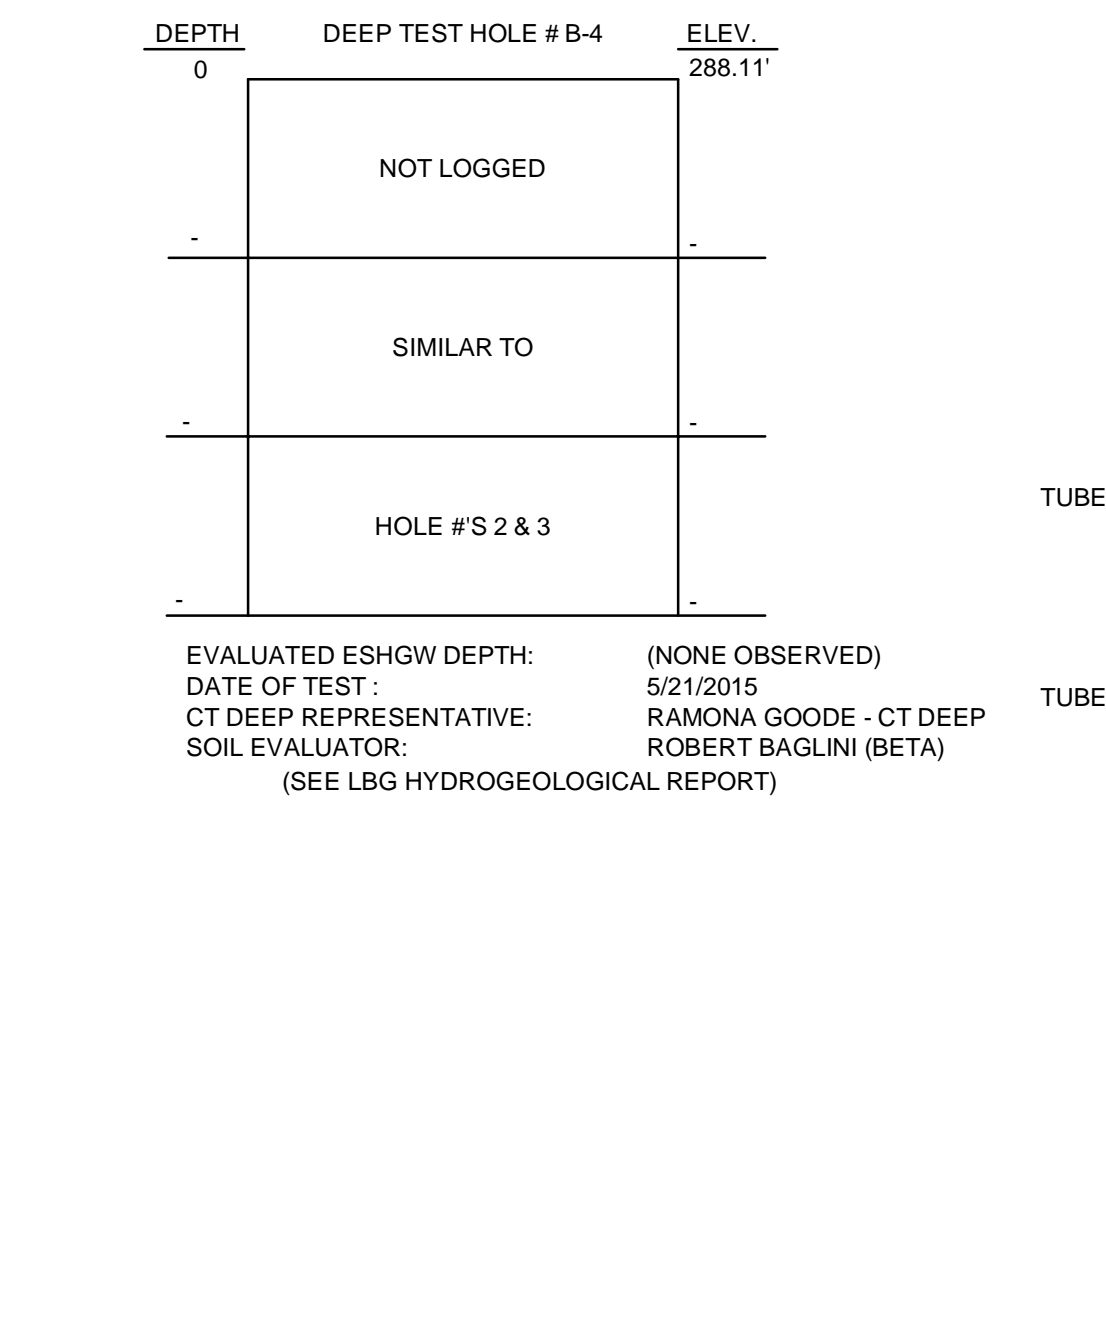 DEPTH DEEP TEST HOLE # B-4 ELEV.
0 288.11'
NOT LOGGED
- -
SIMILAR TO
- -
HOLE #'S 2 & 3
- -
EVALUATED ESHGW DEPTH: (NONE OBSERVED)
DATE OF TEST : 5/21/2015
CT DEEP REPRESENTATIVE: RAMONA GOODE - CT DEEP
SOIL EVALUATOR: ROBERT BAGLINI (BETA)
(SEE LBG HYDROGEOLOGICAL REPORT)
TUBE
TUBE